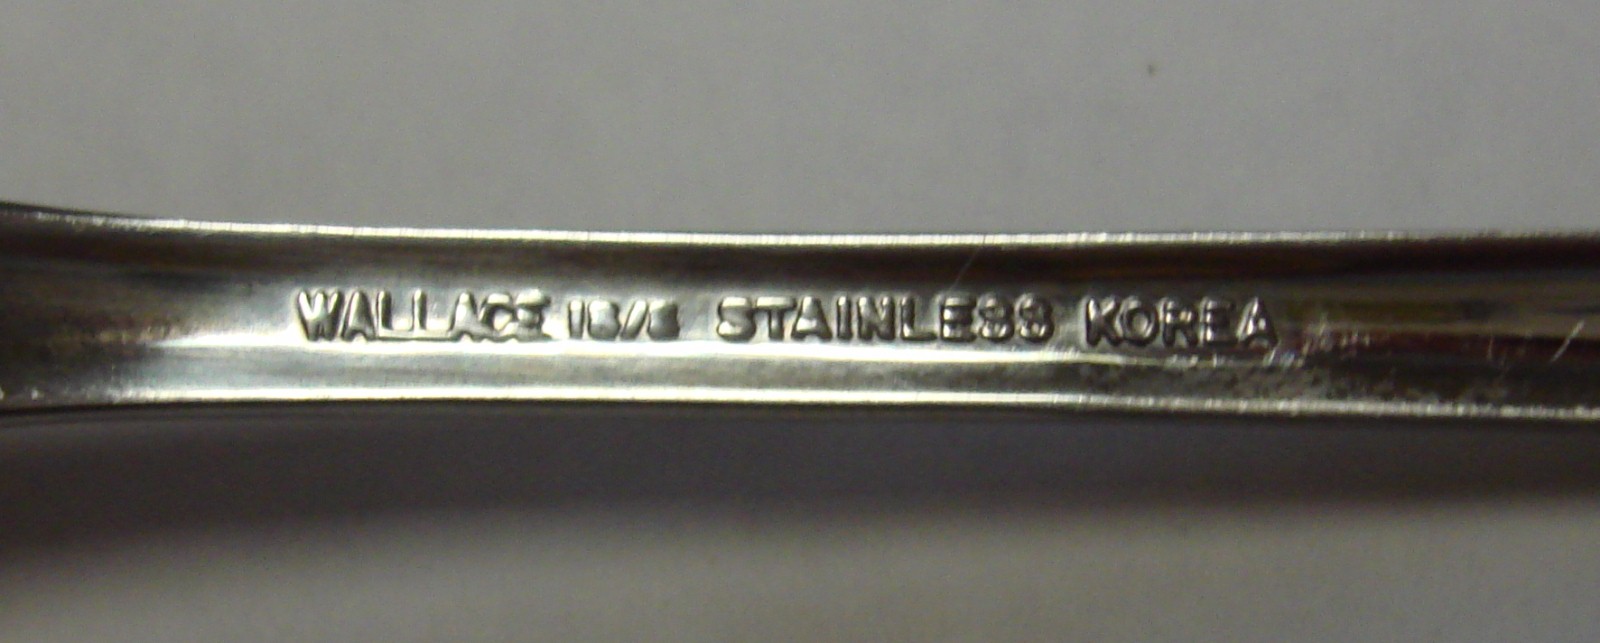 WALLACE 18/8 STAINLESS KOREA